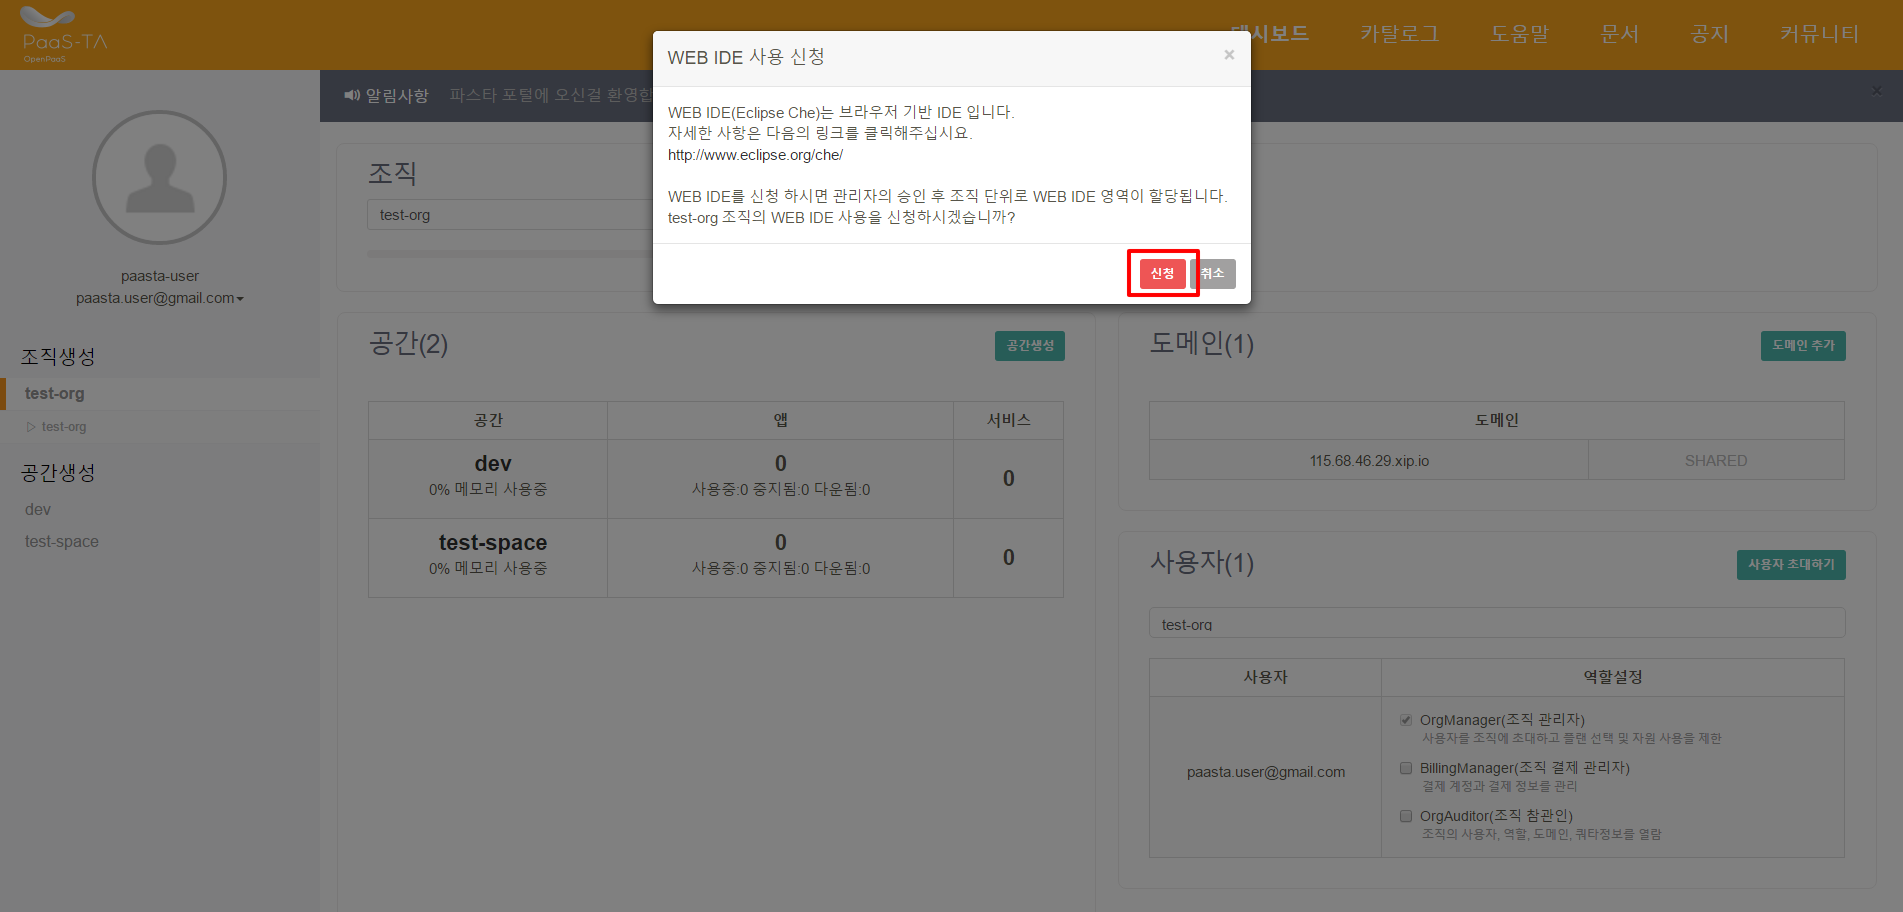 PaaS-TA
OpenPaaS
대시보드
카탈로그
도움말
문서
공지
커뮤니티
WEB IDE 사용 신청
×
WEB IDE(Eclipse Che)는 브라우저 기반 IDE 입니다.
자세한 사항은 다음의 링크를 클릭해주십시요.
http://www.eclipse.org/che/
WEB IDE를 신청 하시면 관리자의 승인 후 조직 단위로 WEB IDE 영역이 할당됩니다.
test-org 조직의 WEB IDE 사용을 신청하시겠습니까?
신청
취소
알림사항
파스타 포털에 오신걸 환영합
×
paasta-user
paasta.user@gmail.com
조직생성
test-org
▷ test-org
공간생성
dev
test-space
조직
test-org
공간(2)
공간생성
공간 앱 서비스
dev
0% 메모리 사용중
0
사용중:0 중지됨:0 다운됨:0
0
test-space
0% 메모리 사용중
0
사용중:0 중지됨:0 다운됨:0
0
도메인(1)
도메인 추가
도메인
115.68.46.29.xip.io SHARED
사용자(1)
사용자 초대하기
test-org
사용자 역할설정
paasta.user@gmail.com
OrgManager(조직 관리자)
사용자를 조직에 초대하고 플랜 선택 및 자원 사용을 제한
BillingManager(조직 결제 관리자)
결제 계정과 결제 정보를 관리
OrgAuditor(조직 참관인)
조직의 사용자, 역할, 도메인, 쿼타정보를 열람